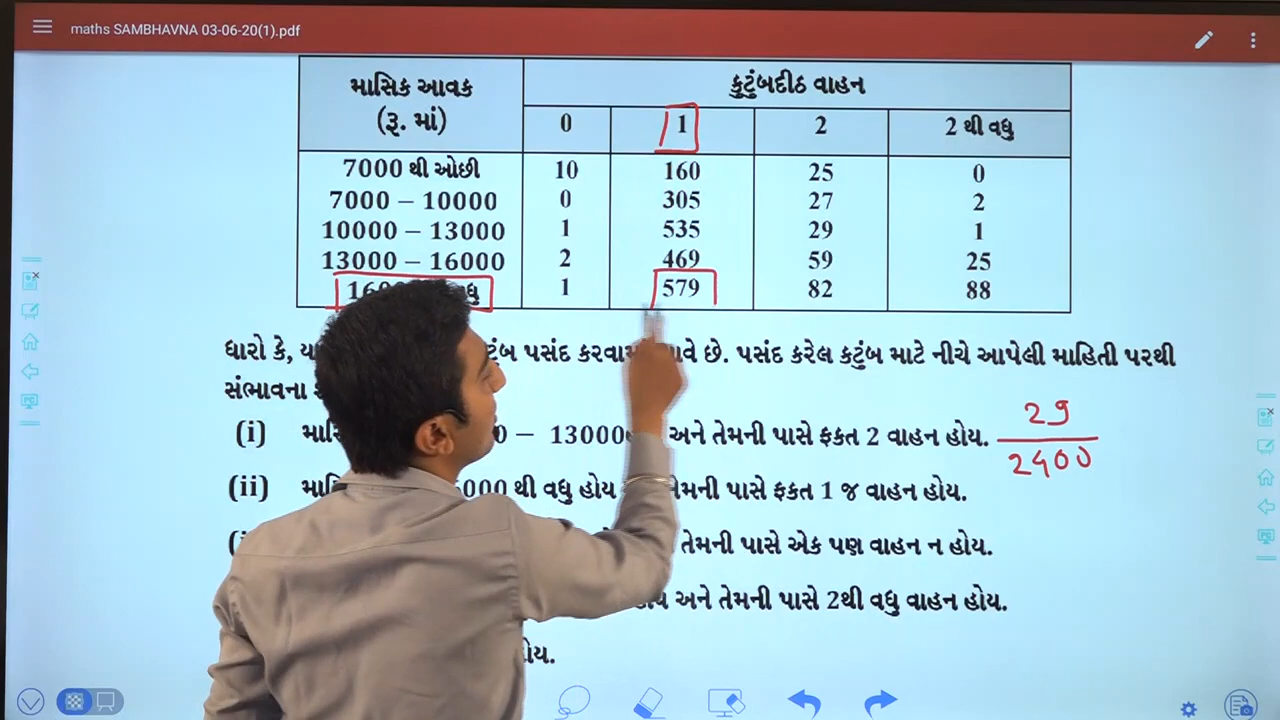 maths SAMBHAVNA 03-06-20(1).pdf
માસિક આવક (રૂ. માં) કુટુંબદીઠ વાહન
0 1 2 2 થી વધુ
7000 થી ઓછી 10 160 25 0
7000 – 10000 0 305 27 2
10000 – 13000 1 535 29 1
13000 – 16000 2 469 59 25
1 579 82 88
ધારો કે, પસંદ કરવામાં છે. પસંદ કરેલ કુટુંબ માટે નીચે આપેલી માહિતી પરથી
સંભાવના
(i) – 13000 અને તેમની પાસે ફકત 2 વાહન હોય. 29/2400
(ii) થી વધુ હોય તેમની પાસે ફકત 1 જ વાહન હોય.
તેમની પાસે એક પણ વાહન ન હોય.
અને તેમની પાસે 2થી વધુ વાહન હોય.